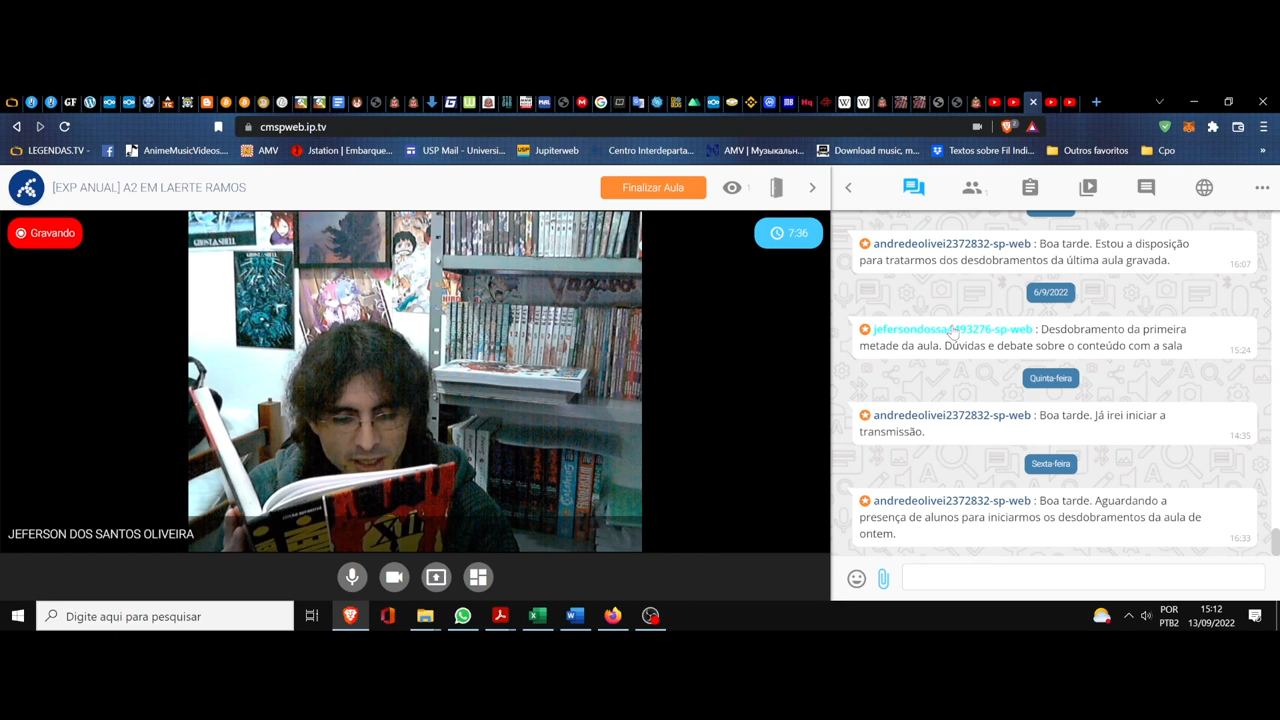 cmspweb.ip.tv
2
LEGENDAS.TV - AnimeMusicVideos... AMV Jstation | Embarque... USP Mail - Universi... Jupiterweb Centro Interdeparta... AMV | Музыкальн... Download music, m... Textos sobre Fil Indi... Outros favoritos Cpo »
[EXP ANUAL] A2 EM LAERTE RAMOS
Finalizar Aula
1
1
Gravando
7:36
GHOST & SHELL
JEFERSON DOS SANTOS OLIVEIRA
andredeolivei2372832-sp-web : Boa tarde. Estou a disposição
para tratarmos dos desdobramentos da última aula gravada.
16:07
6/9/2022
: Desdobramento da primeira
metade da aula. Dúvidas e debate sobre o conteúdo com a sala
15:24
Quinta-feira
andredeolivei2372832-sp-web : Boa tarde. Já irei iniciar a
transmissão.
14:35
Sexta-feira
andredeolivei2372832-sp-web : Boa tarde. Aguardando a
presença de alunos para iniciarmos os desdobramentos da aula de
ontem.
16:33
Digite aqui para pesquisar
POR
PTB2
15:12
13/09/2022